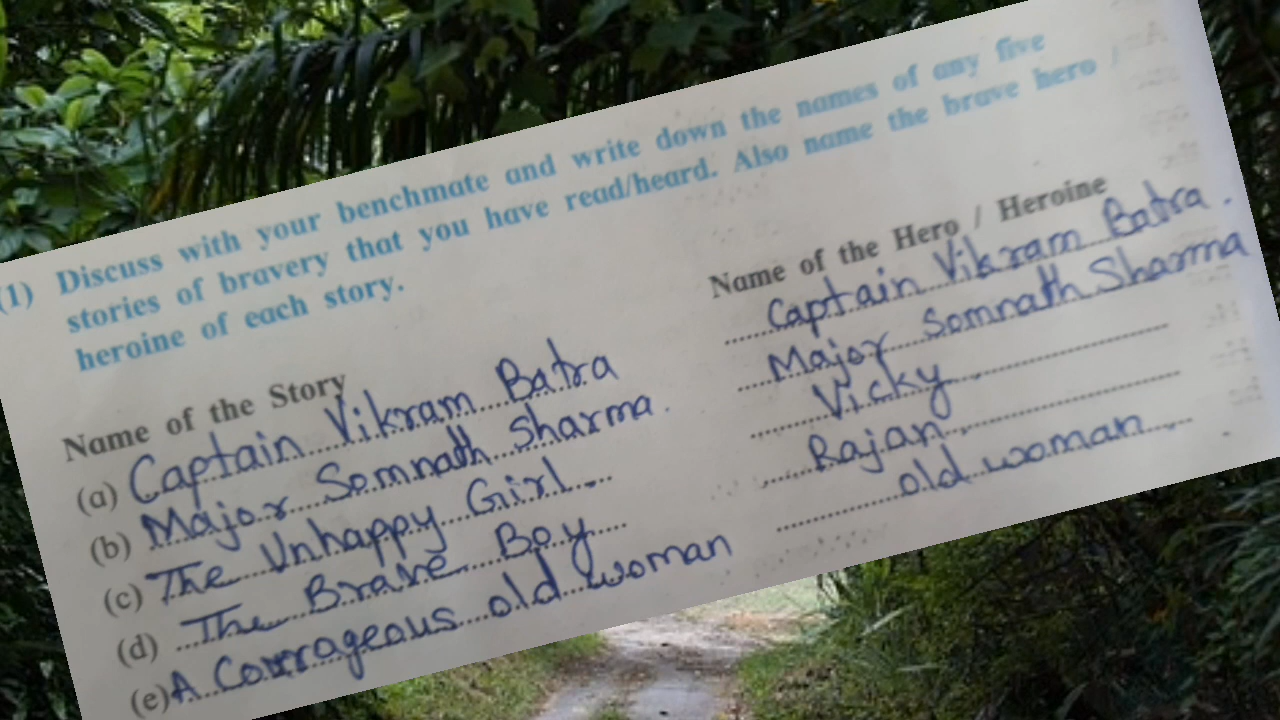 (1) Discuss with your benchmate and write down the names of any five
stories of bravery that you have read/heard. Also name the brave hero /
heroine of each story.
Name of the Story Name of the Hero / Heroine
(a) Captain Vikram Batra Captain Vikram Batra.
(b) Major Somnath Sharma. Major Somnath Sharma
(c) The Unhappy Girl. Vicky
(d) The Brave Boy Rajan
(e) A Courageous old woman old woman